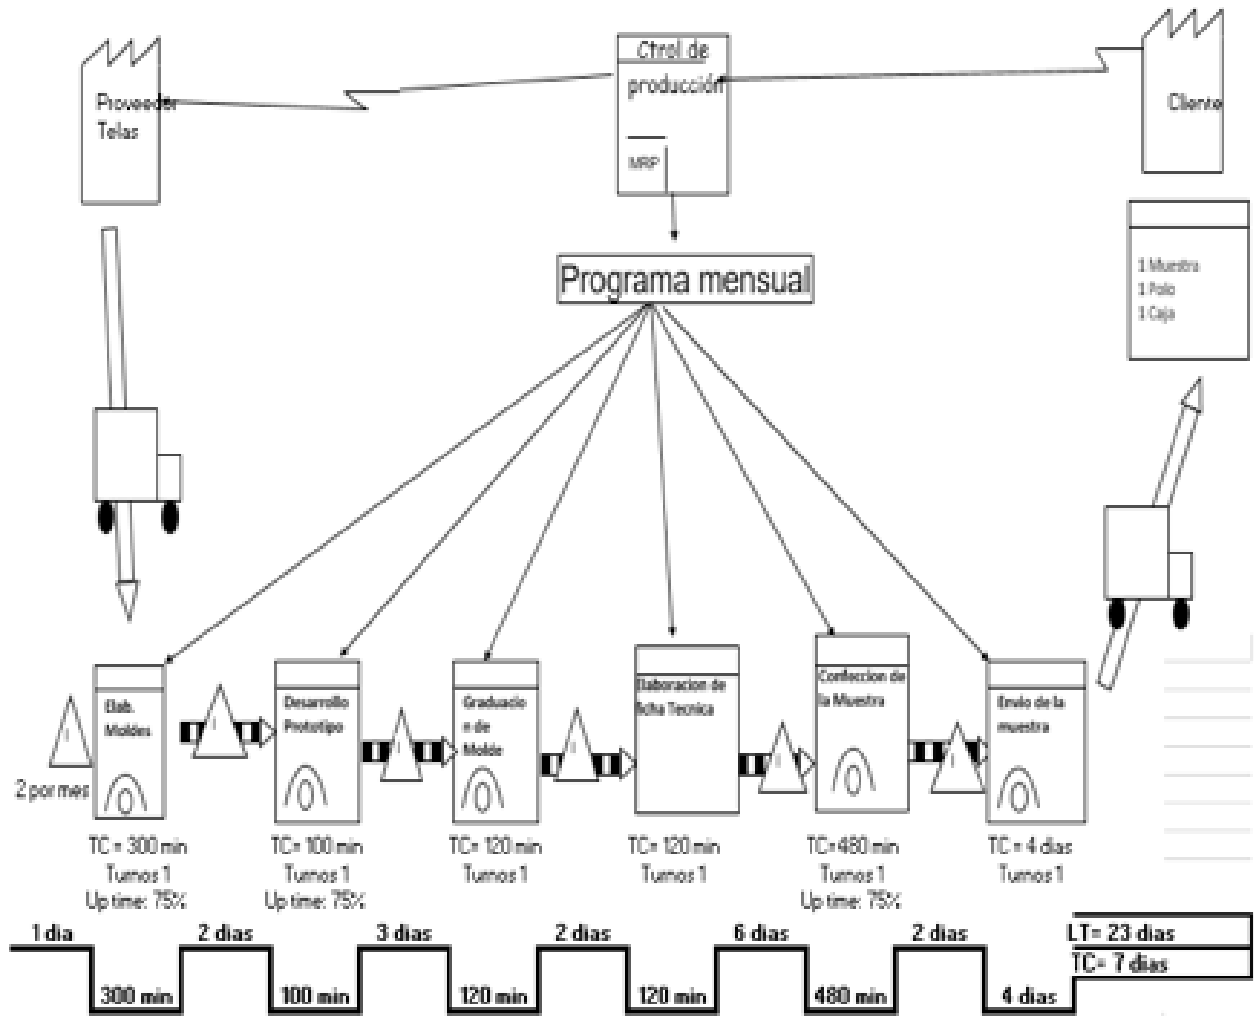 Proveedor
Telas
Ctrol de
producción
MRP
Cliente
1 Muestra
1 Polo
1 Caja
Programa mensual
2 por mes
Elab.
Moldes
Desarrollo
Prototipo
Graduacio
n de
Molde
Elaboracion de
ficha Tecnica
Confeccion de
la Muestra
Envio de la
muestra
TC = 300 min
Turnos 1
Up time: 75%
TC= 100 min
Turnos 1
Up time: 75%
TC= 120 min
Turnos 1
TC= 120 min
Turnos 1
TC=480 min
Turnos 1
Up time: 75%
TC = 4 dias
Turnos 1
1 dia
2 dias
3 dias
2 dias
6 dias
2 dias
LT= 23 dias
TC= 7 dias
300 min
100 min
120 min
120 min
480 min
4 dias